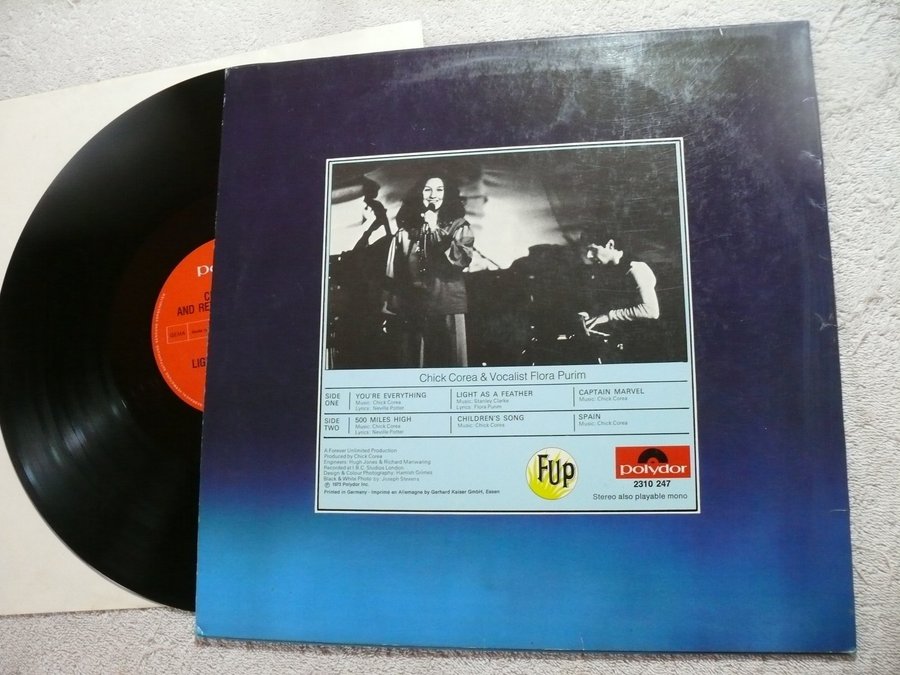 polydor
AND RE
GEMA
LIG
Chick Corea & Vocalist Flora Purim
SIDE ONE
YOU'RE EVERYTHING
Music: Chick Corea
Lyrics: Neville Potter
LIGHT AS A FEATHER
Music: Stanley Clarke
Lyrics: Flora Purim
CAPTAIN MARVEL
Music: Chick Corea
SIDE TWO
500 MILES HIGH
Music: Chick Corea
Lyrics: Neville Potter
CHILDREN'S SONG
Music: Chick Corea
SPAIN
Music: Chick Corea
A Forever Unlimited Production
Produced by Chick Corea
Engineers: Hugh Jones & Richard Manwaring
Recorded at I.B.C. Studios London
Design & Colour Photography: Hamish Grimes
Black & White Photo by: Joseph Stevens
℗ 1973 Polydor Inc.
Printed in Germany - Imprimé en Allemagne by Gerhard Kaiser GmbH, Essen
FUp
polydor
2310 247
Stereo also playable mono